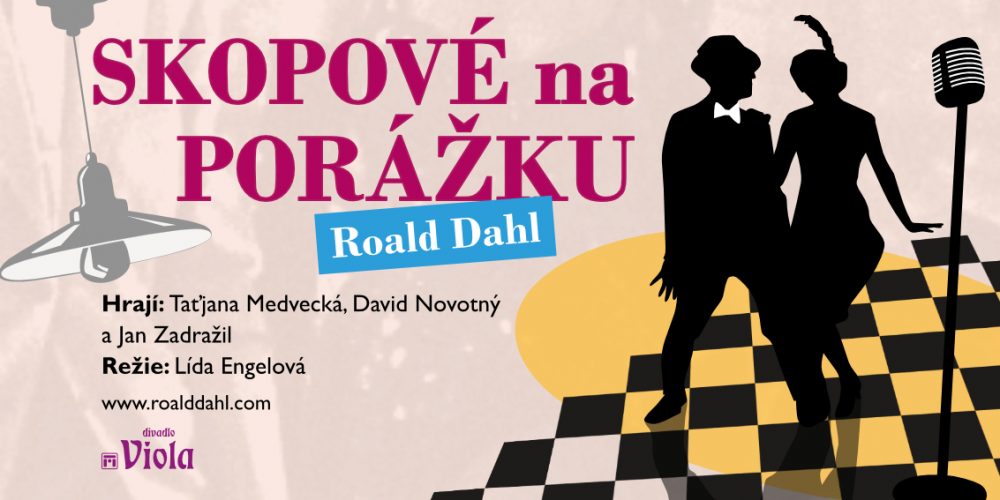 SKOPOVÉ na
PORÁŽKU
Roald Dahl
Hrají: Taťjana Medvecká, David Novotný
a Jan Zadražil
Režie: Lída Engelová
www.roalddahl.com
divadlo
Viola